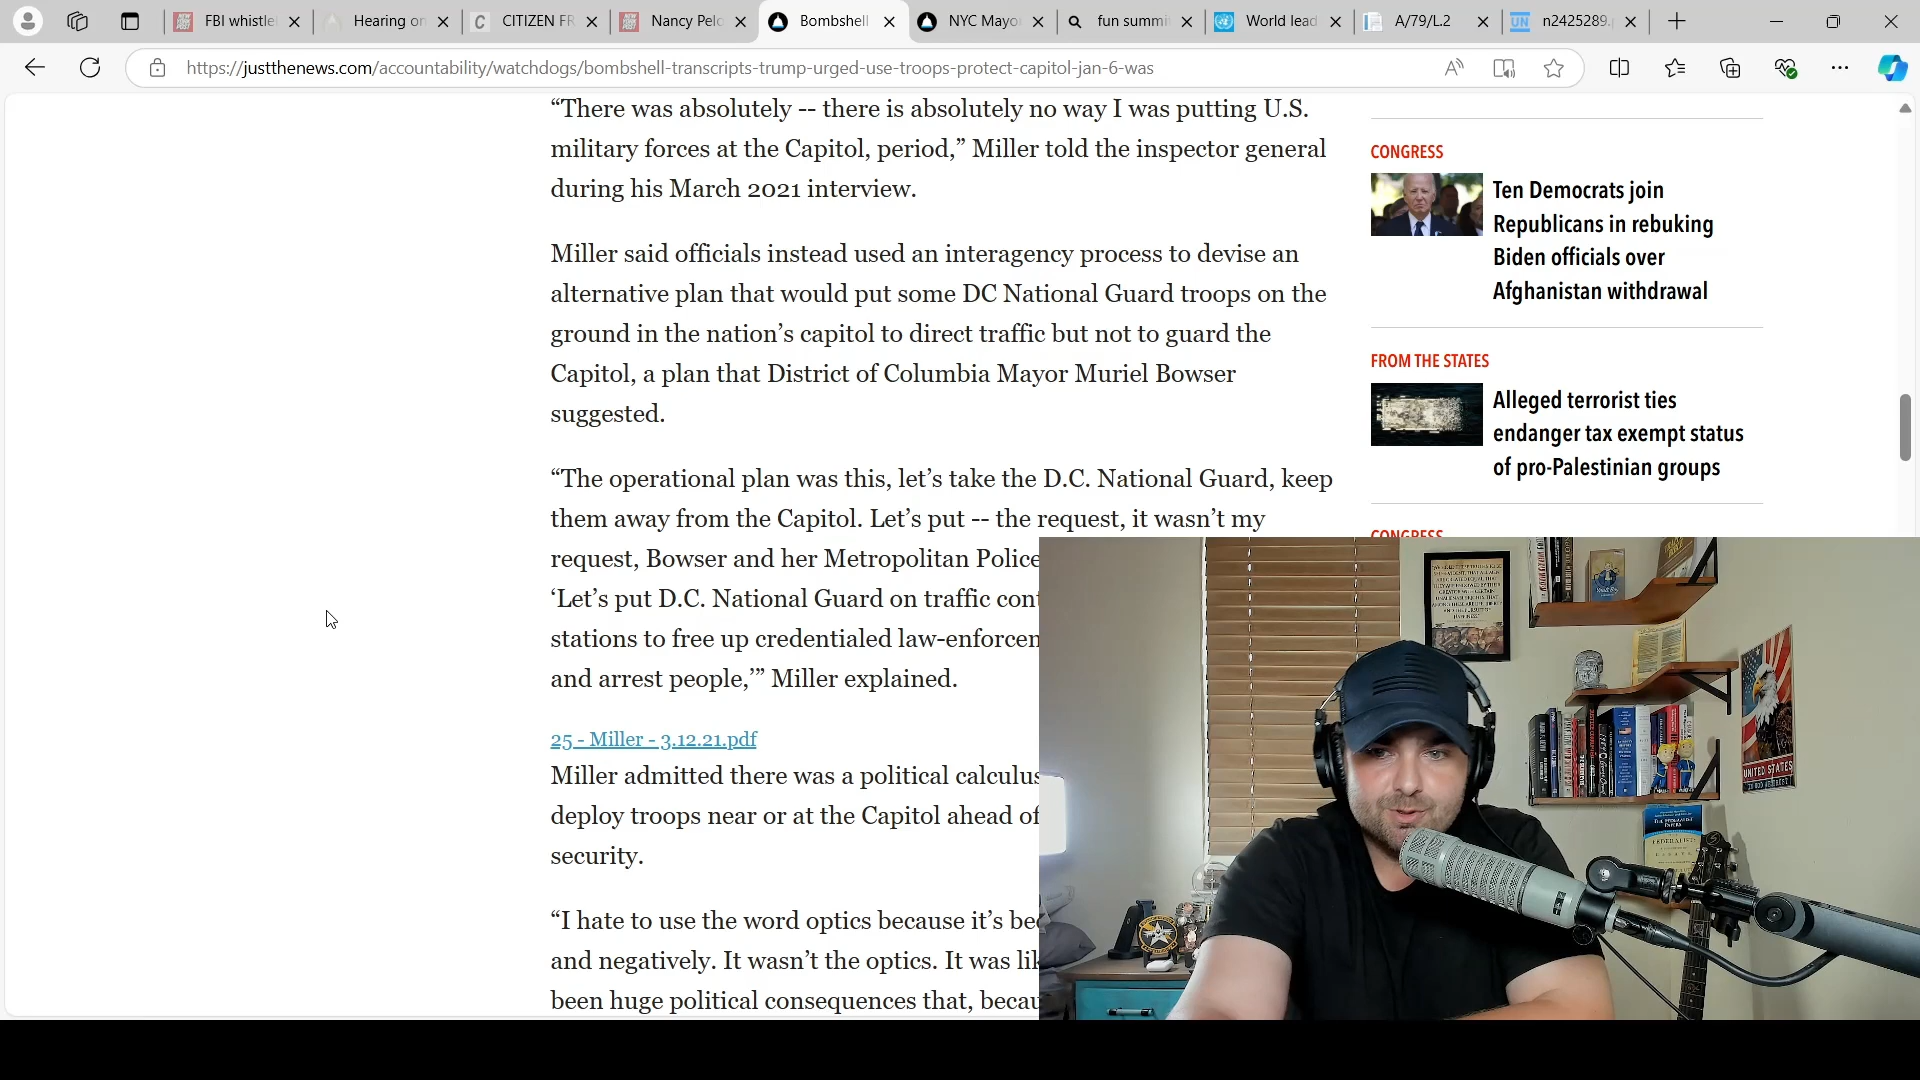 FBI whistle
Hearing on
CITIZEN FR
Nancy Pelo
Bombshell
NYC Mayo
fun summi
World lead
A/79/L.2
UN
n2425289.
https://justthenews.com/accountability/watchdogs/bombshell-transcripts-trump-urged-use-troops-protect-capitol-jan-6-was
“There was absolutely -- there is absolutely no way I was putting U.S.
military forces at the Capitol, period,” Miller told the inspector general
during his March 2021 interview.
Miller said officials instead used an interagency process to devise an
alternative plan that would put some DC National Guard troops on the
ground in the nation’s capitol to direct traffic but not to guard the
Capitol, a plan that District of Columbia Mayor Muriel Bowser
suggested.
“The operational plan was this, let’s take the D.C. National Guard, keep
them away from the Capitol. Let’s put -- the request, it wasn’t my
request, Bowser and her Metropolitan Police
‘Let’s put D.C. National Guard on traffic cont
stations to free up credentialed law-enforcen
and arrest people,’” Miller explained.
25 - Miller - 3.12.21.pdf
Miller admitted there was a political calculus
deploy troops near or at the Capitol ahead of
security.
“I hate to use the word optics because it’s bec
and negatively. It wasn’t the optics. It was lik
been huge political consequences that, becau
CONGRESS
Ten Democrats join
Republicans in rebuking
Biden officials over
Afghanistan withdrawal
FROM THE STATES
Alleged terrorist ties
endanger tax exempt status
of pro-Palestinian groups
CONGRESS
UNITED STATES
FEDERALIST